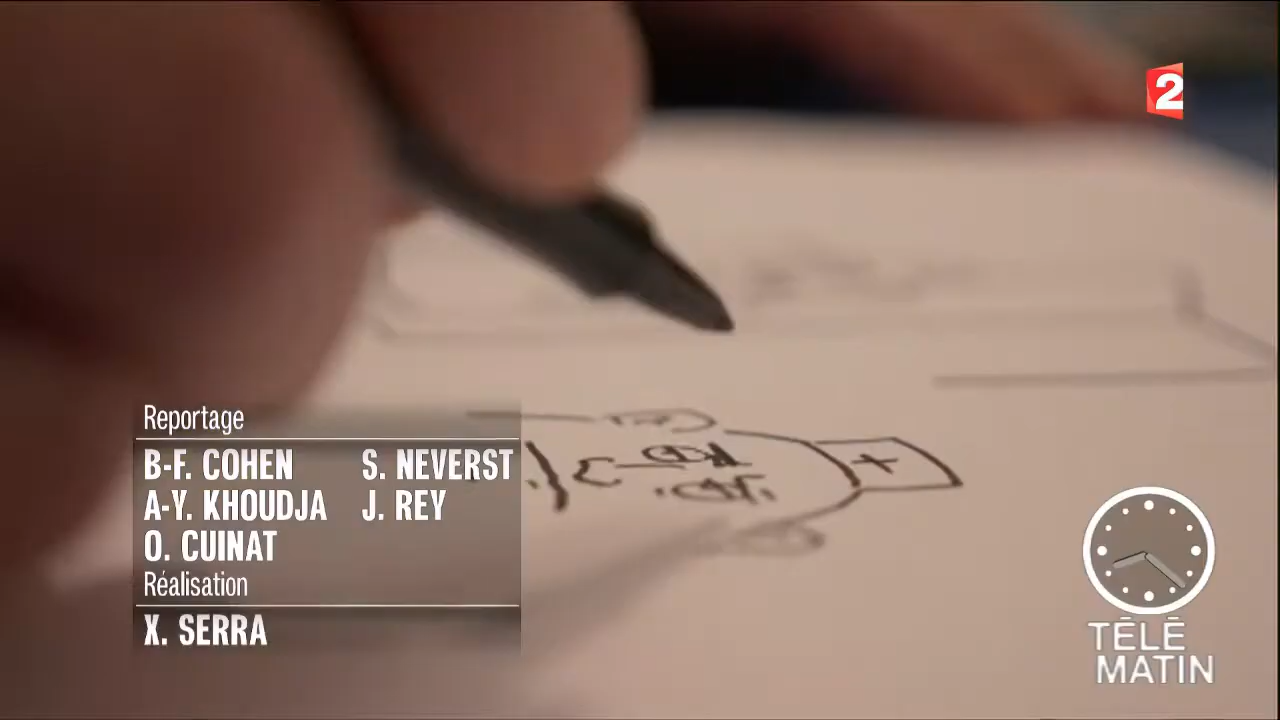 2
Reportage
B-F. COHEN S. NEVERST
A-Y. KHOUDJA J. REY
O. CUINAT
Réalisation
X. SERRA
+
TÉLÉ
MATIN